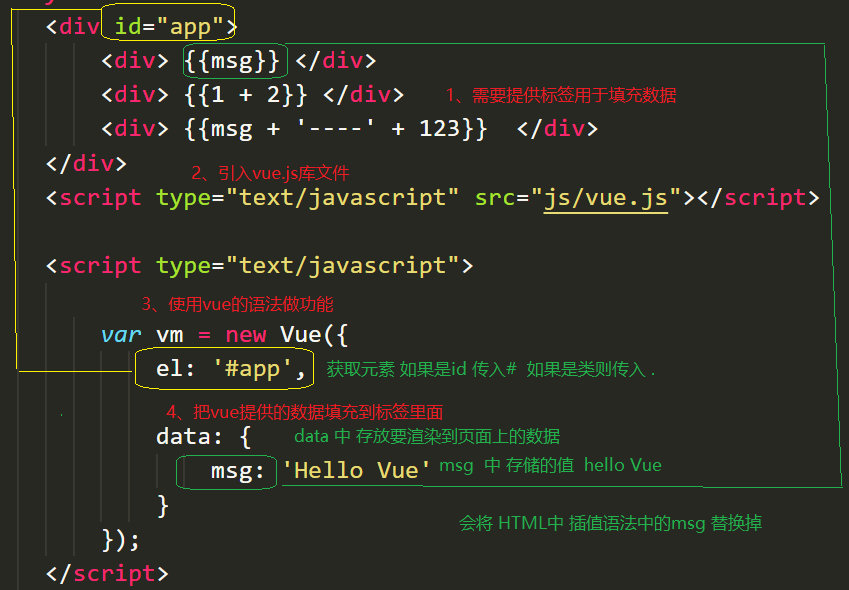 <div id="app">
<div> {{msg}} </div>
<div> {{1 + 2}} </div> 1、需要提供标签用于填充数据
<div> {{msg + '----' + 123}} </div>
</div>
2、引入vue.js库文件
<script type="text/javascript" src="js/vue.js"></script>
<script type="text/javascript">
3、使用vue的语法做功能
var vm = new Vue({
el: '#app', 获取元素 如果是id 传入# 如果是类则传入 .
4、把vue提供的数据填充到标签里面
data: { data 中 存放要渲染到页面上的数据
msg: 'Hello Vue' msg 中 存储的值 hello Vue
}
会将 HTML中 插值语法中的msg 替换掉
});
</script>